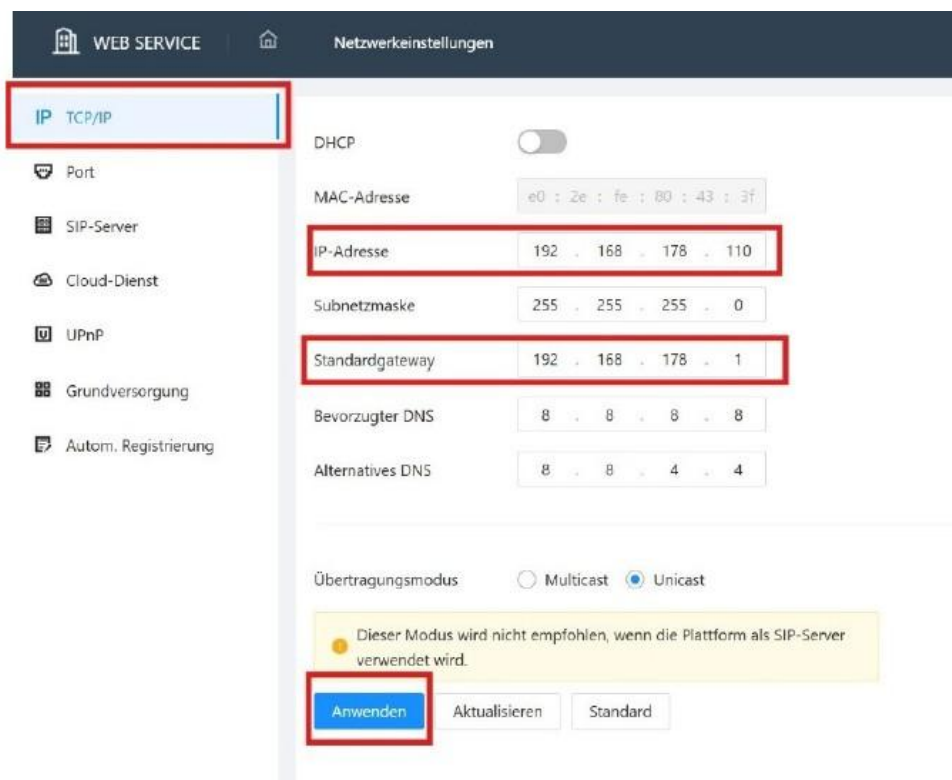 WEB SERVICE
Netzwerkeinstellungen
IP TCP/IP
Port
SIP-Server
Cloud-Dienst
UPnP
Grundversorgung
Autom. Registrierung
DHCP
MAC-Adresse e0 : 2e : fe : 80 : 43 : 3f
IP-Adresse 192 . 168 . 178 . 110
Subnetzmaske 255 . 255 . 255 . 0
Standardgateway 192 . 168 . 178 . 1
Bevorzugter DNS 8 . 8 . 8 . 8
Alternatives DNS 8 . 8 . 4 . 4
Übertragungsmodus Multicast Unicast
Dieser Modus wird nicht empfohlen, wenn die Plattform als SIP-Server
verwendet wird.
Anwenden Aktualisieren Standard